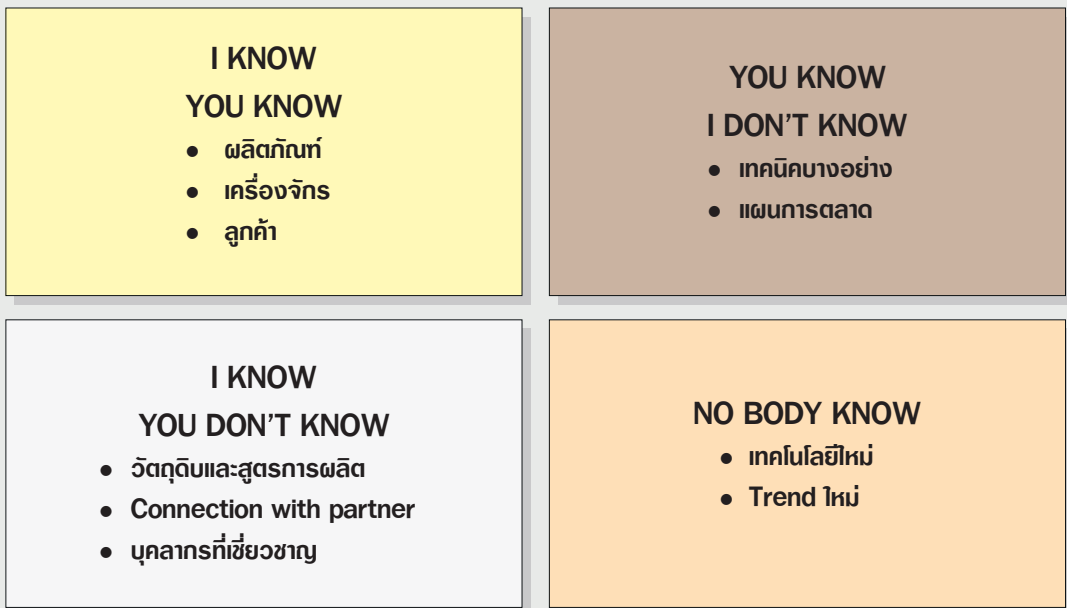 I KNOW
YOU KNOW
● ผลิตภัณฑ์
● เครื่องจักร
● ลูกค้า
YOU KNOW
I DON'T KNOW
● เทคนิคบางอย่าง
● แผนการตลาด
I KNOW
YOU DON'T KNOW
● วัตถุดิบและสูตรการผลิต
● Connection with partner
● บุคลากรที่เชี่ยวชาญ
NO BODY KNOW
● เทคโนโลยีใหม่
● Trend ใหม่